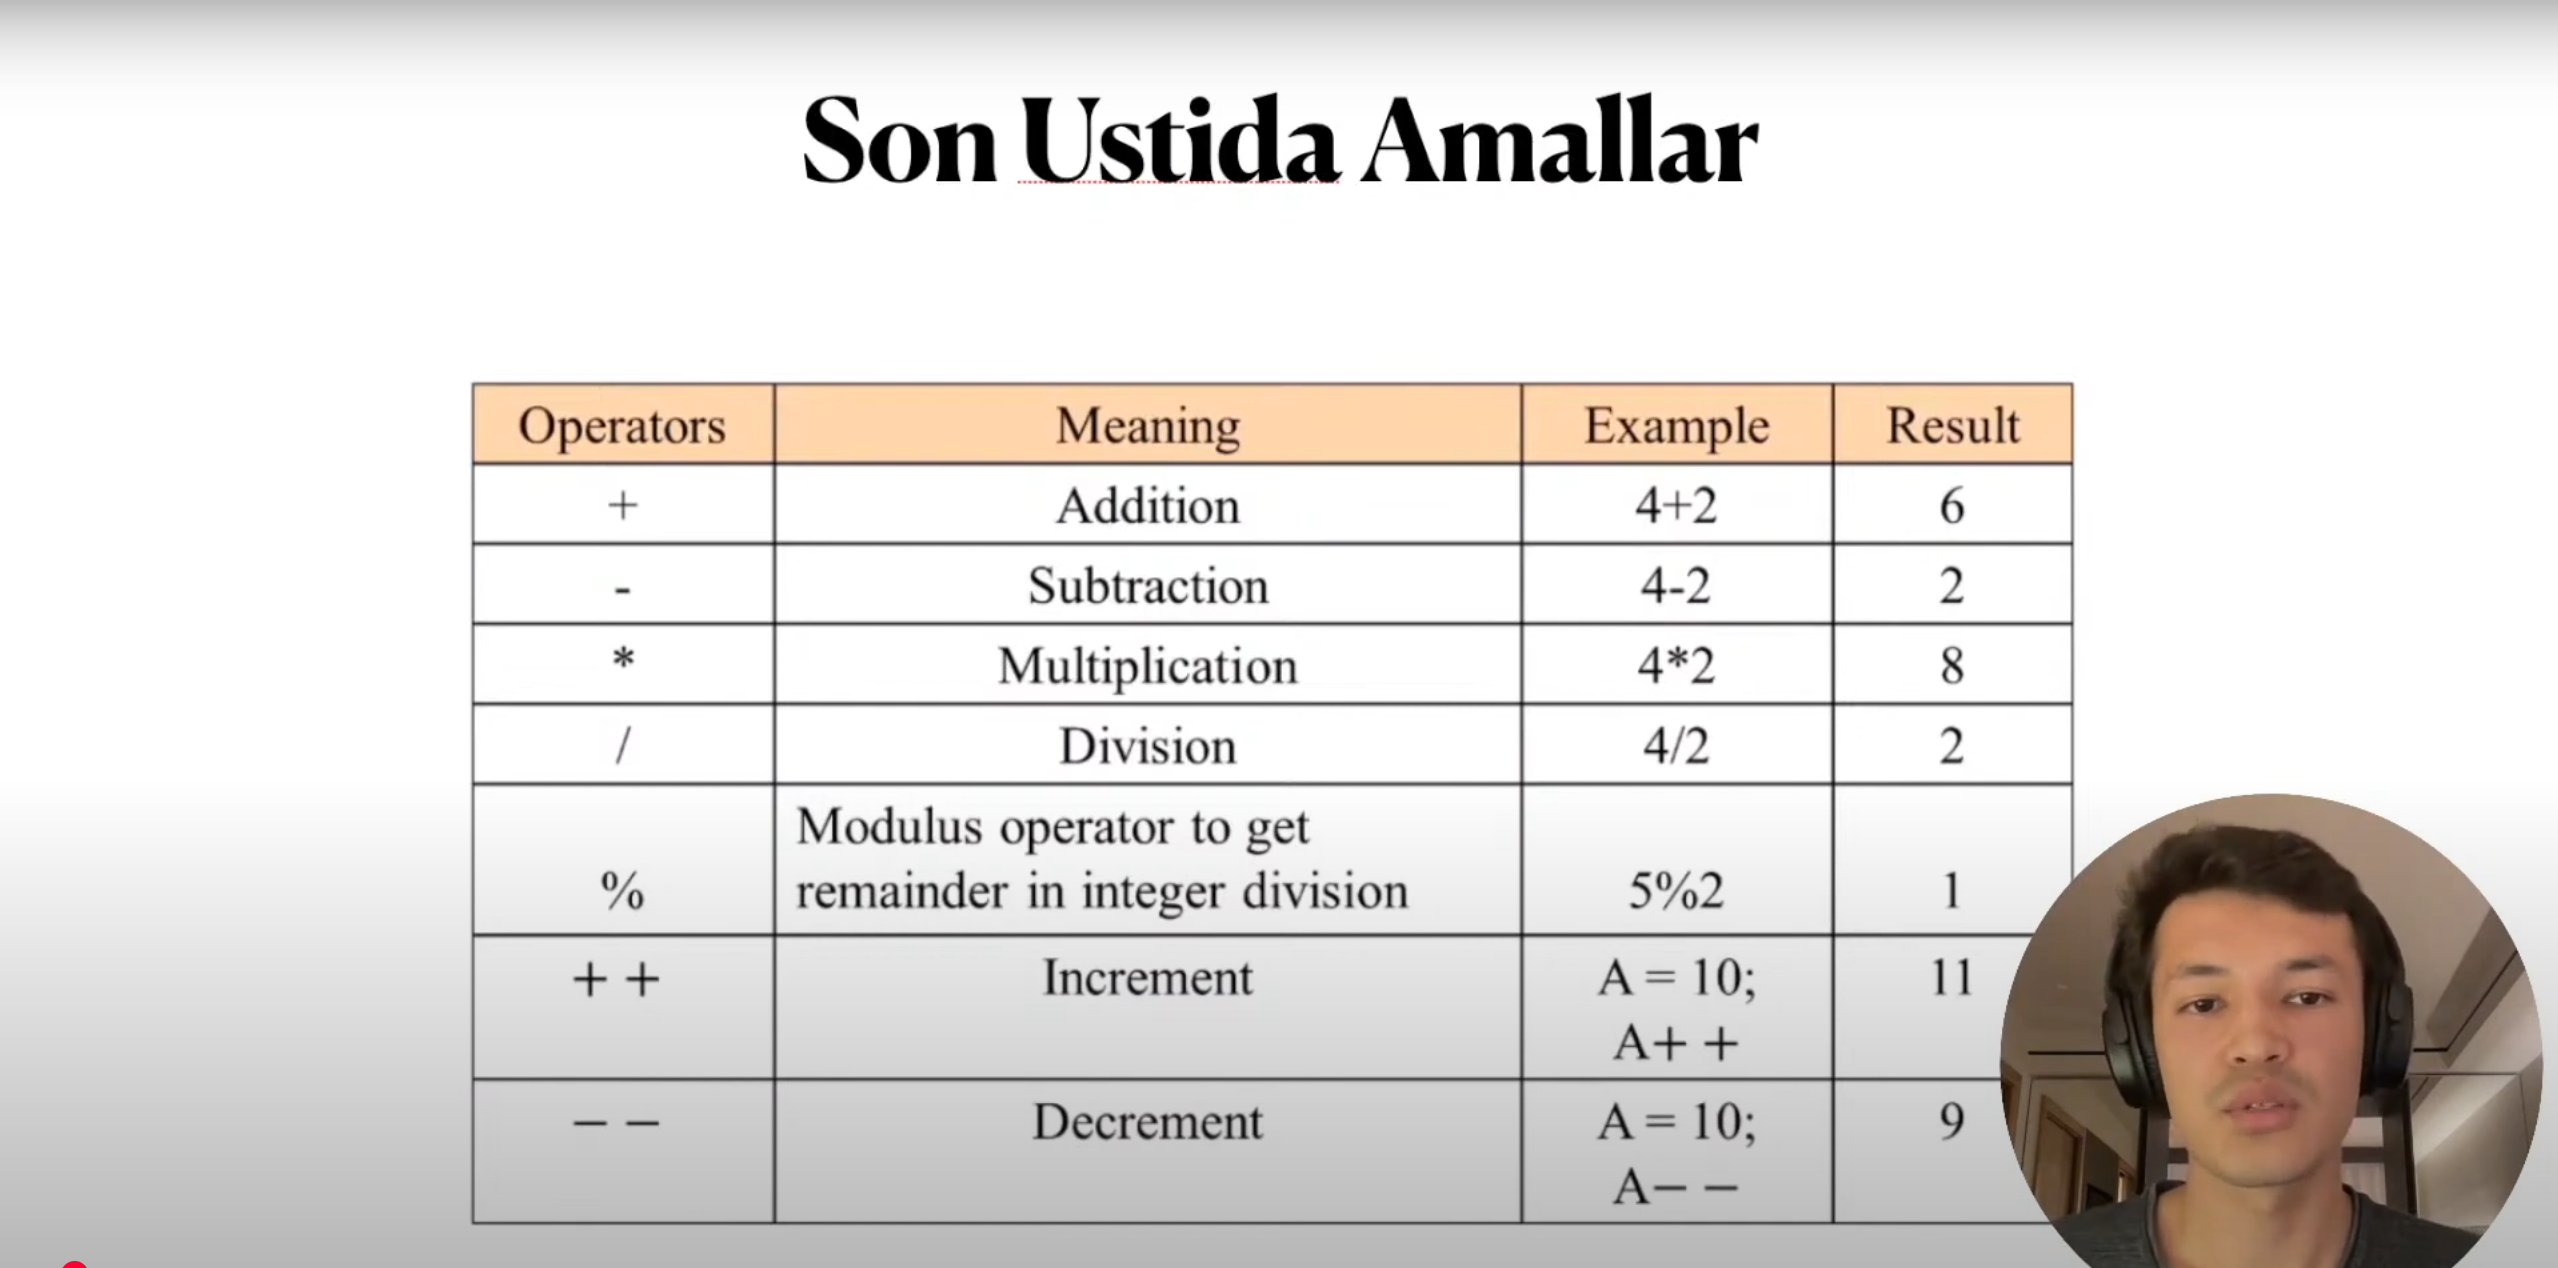 Son Ustida Amallar
Operators Meaning Example Result
+ Addition 4+2 6
- Subtraction 4-2 2
* Multiplication 4*2 8
/ Division 4/2 2
Modulus operator to get
% remainder in integer division 5%2 1
+ + Increment A = 10; 11
A+ +
− − Decrement A = 10; 9
A− −